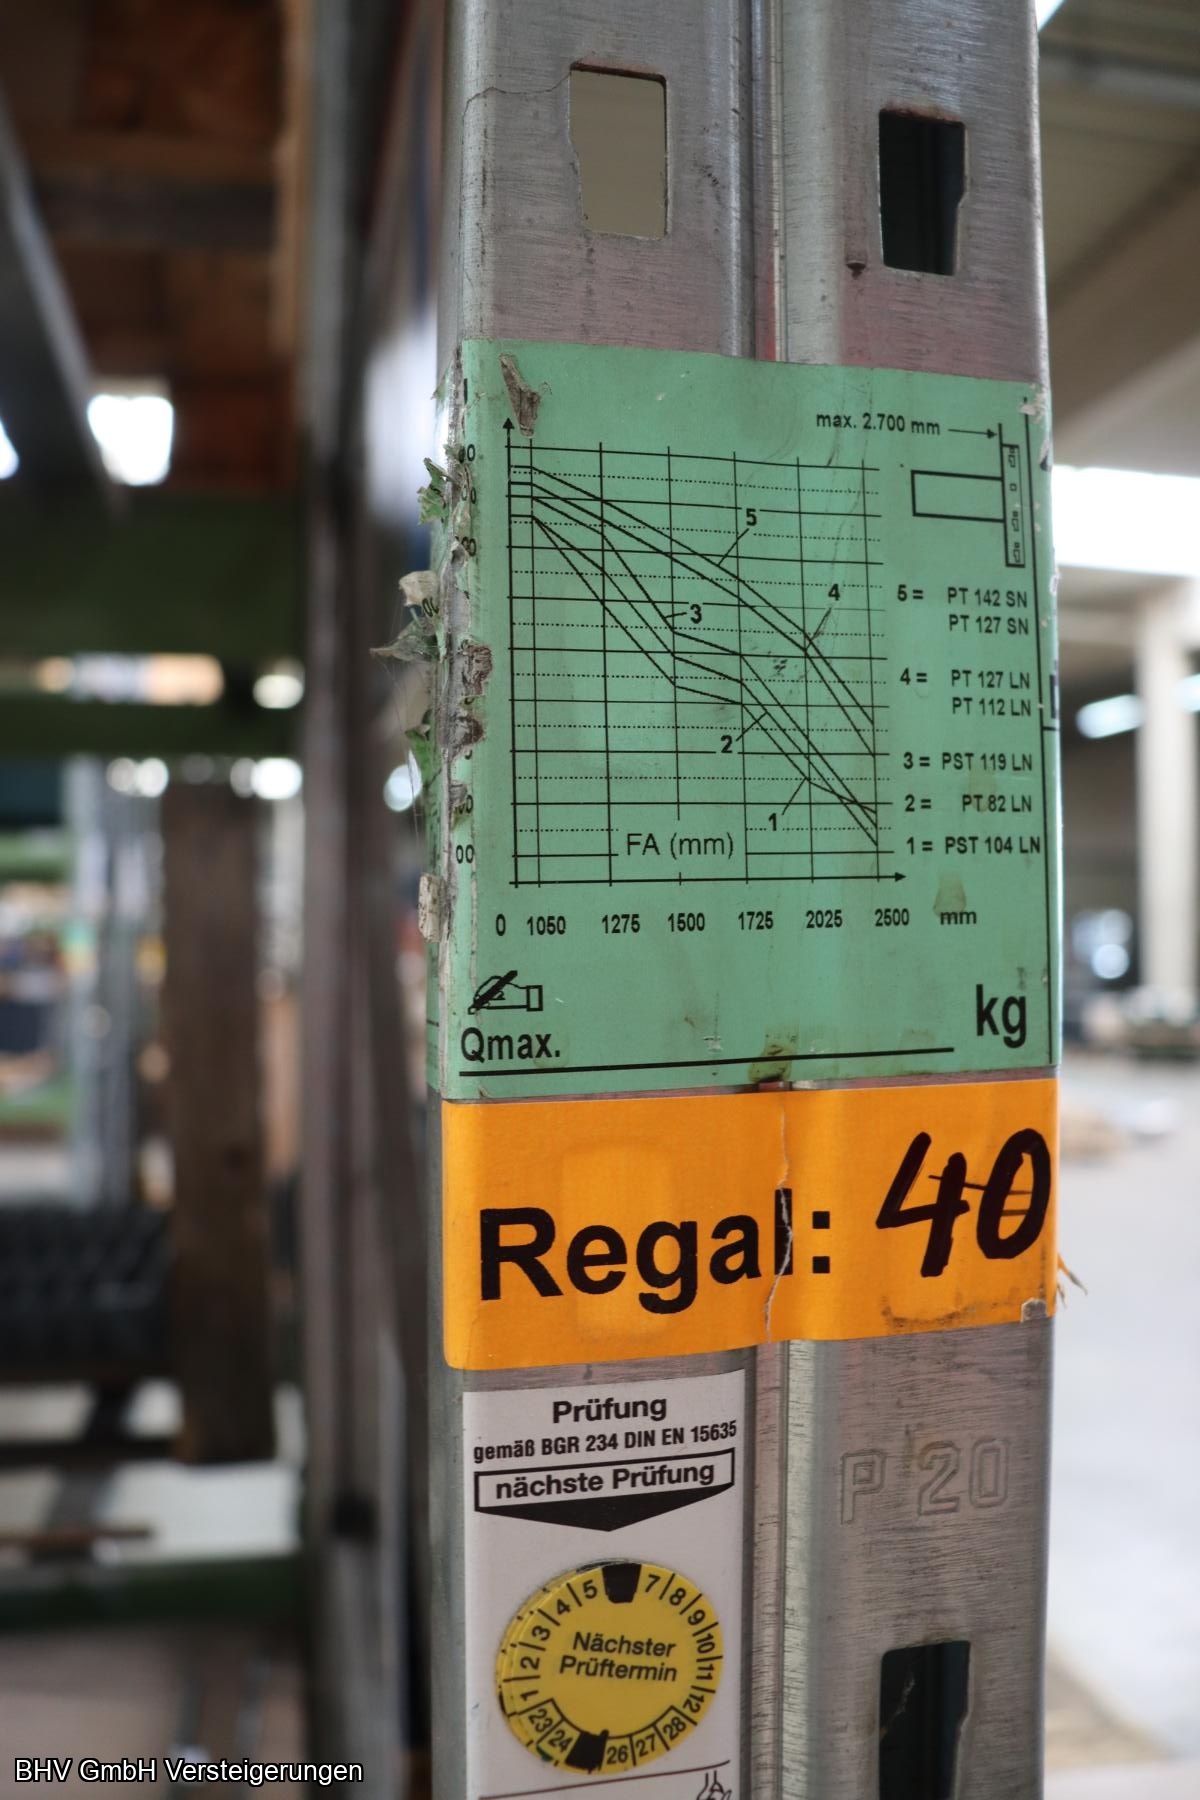 max. 2.700 mm
5
4
3
2
1
5 = PT 142 SN
PT 127 SN
4 = PT 127 LN
PT 112 LN
3 = PST 119 LN
2 = PT 82 LN
1 = PST 104 LN
00
FA (mm)
0 1050 1275 1500 1725 2025 2500 mm
kg
Qmax.
Regal: 40
Prüfung
gemäß BGR 234 DIN EN 15635
nächste Prüfung
P 20
1 2 3 4 5 7 8 9 10 11 12
Nächster
Prüftermin
23 24 26 27 28
BHV GmbH Versteigerungen